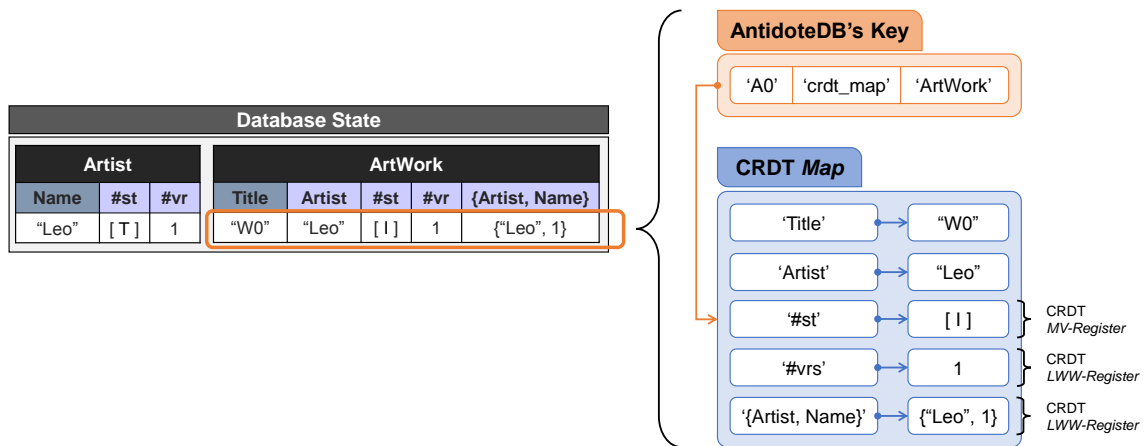 Database State
Artist
Name #st #vr
“Leo” [ T ] 1
ArtWork
Title Artist #st #vr {Artist, Name}
“W0” “Leo” [ I ] 1 {“Leo”, 1}
AntidoteDB’s Key
‘A0’ ‘crdt_map’ ‘ArtWork’
CRDT Map
‘Title’ “W0”
‘Artist’ “Leo”
‘#st’ [ I ]
CRDT
MV-Register
‘#vrs’ 1
CRDT
LWW-Register
‘{Artist, Name}’ {“Leo”, 1}
CRDT
LWW-Register